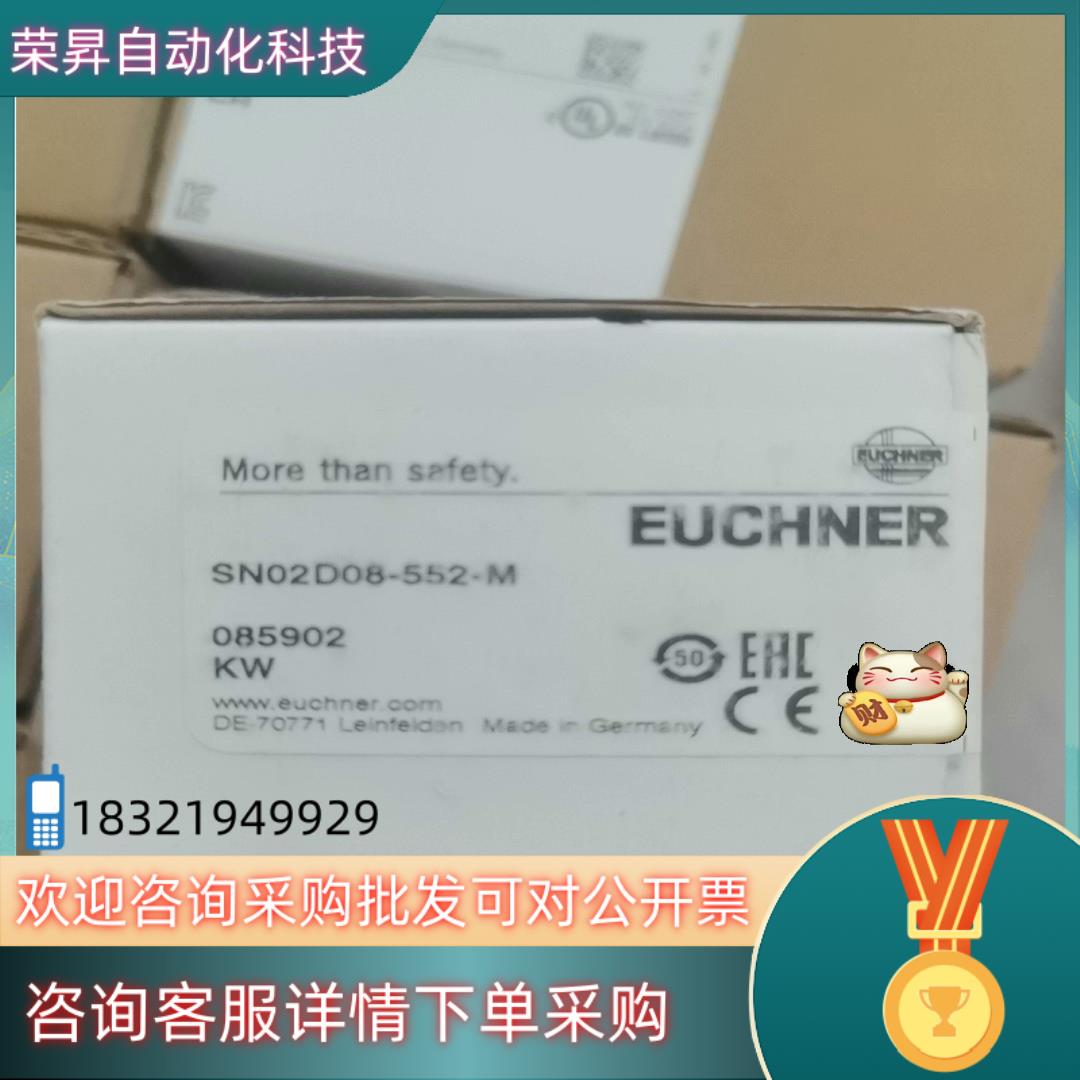 荣昇自动化科技
More than safety.
EUCHNER
EUCHNER
SN02D08-552-M
085902
KW
50
EAC
CE
www.euchner.com
DE-70771 Leinfelden Made in Germany
财
18321949929
欢迎咨询采购批发可对公开票
咨询客服详情下单采购